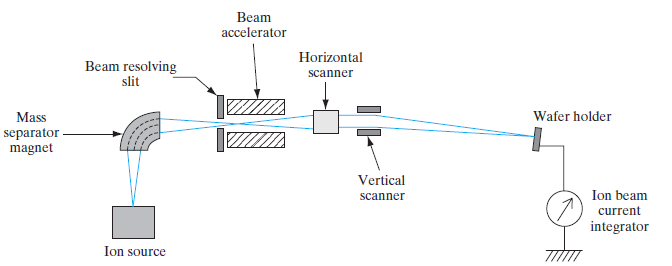 Beam
accelerator
Horizontal
scanner
Beam resolving
slit
Mass
separator
magnet
Wafer holder
Vertical
scanner
Ion beam
current
integrator
Ion source